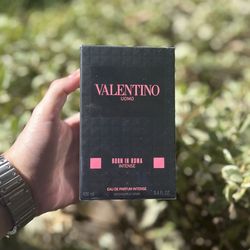 VALENTINO
UOMO
BORN IN ROMA
INTENSE
EAU DE PARFUM INTENSE
100 ml
3.4 FL.OZ